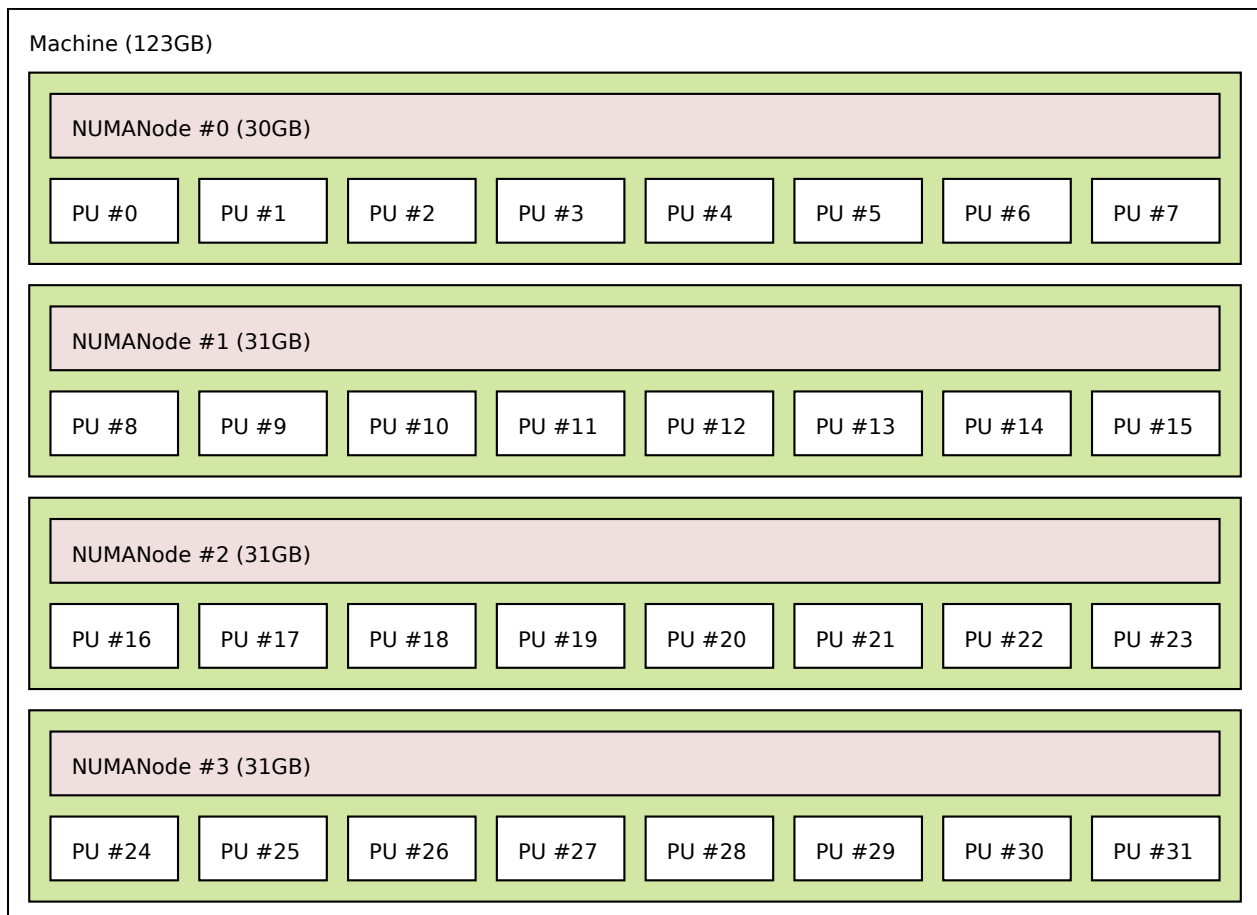 Machine (123GB)
NUMANode #0 (30GB)
PU #0 PU #1 PU #2 PU #3 PU #4 PU #5 PU #6 PU #7
NUMANode #1 (31GB)
PU #8 PU #9 PU #10 PU #11 PU #12 PU #13 PU #14 PU #15
NUMANode #2 (31GB)
PU #16 PU #17 PU #18 PU #19 PU #20 PU #21 PU #22 PU #23
NUMANode #3 (31GB)
PU #24 PU #25 PU #26 PU #27 PU #28 PU #29 PU #30 PU #31